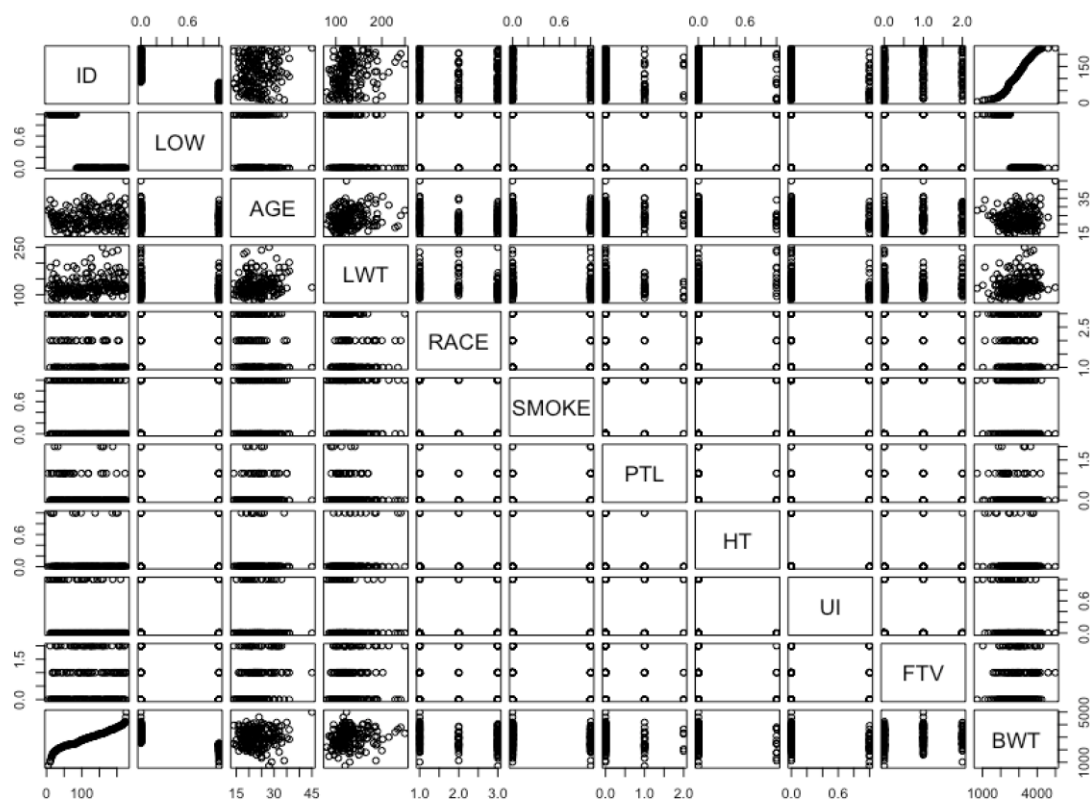 0.0 0.6 100 200 0.0 0.6 0.0 0.6 0.0 1.0 2.0
ID 0 150
0.0 0.6 LOW
AGE 15 35
100 250 LWT
RACE 1.0 2.5
0.0 0.6 SMOKE
PTL 0.0 1.5
0.0 0.6 HT
UI 0.0 0.6
0.0 1.5 FTV
BWT 1000 5000
0 100 15 25 35 45 1.0 2.0 3.0 0.0 1.0 2.0 0.0 0.6 1000 4000